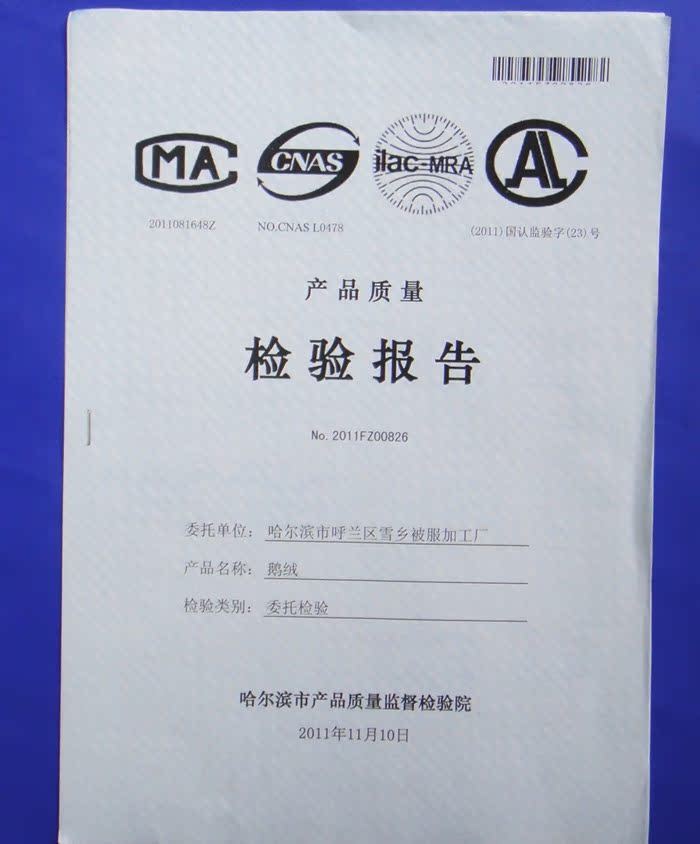 CMA
CNAS
ilac-MRA
CAL
2011081648Z
NO.CNAS L0478
(2011)国认监验字(23)号
产品质量
检验报告
No. 2011FZ00826
委托单位: 哈尔滨市呼兰区雪乡被服加工厂
产品名称: 鹅绒
检验类别: 委托检验
哈尔滨市产品质量监督检验院
2011年11月10日